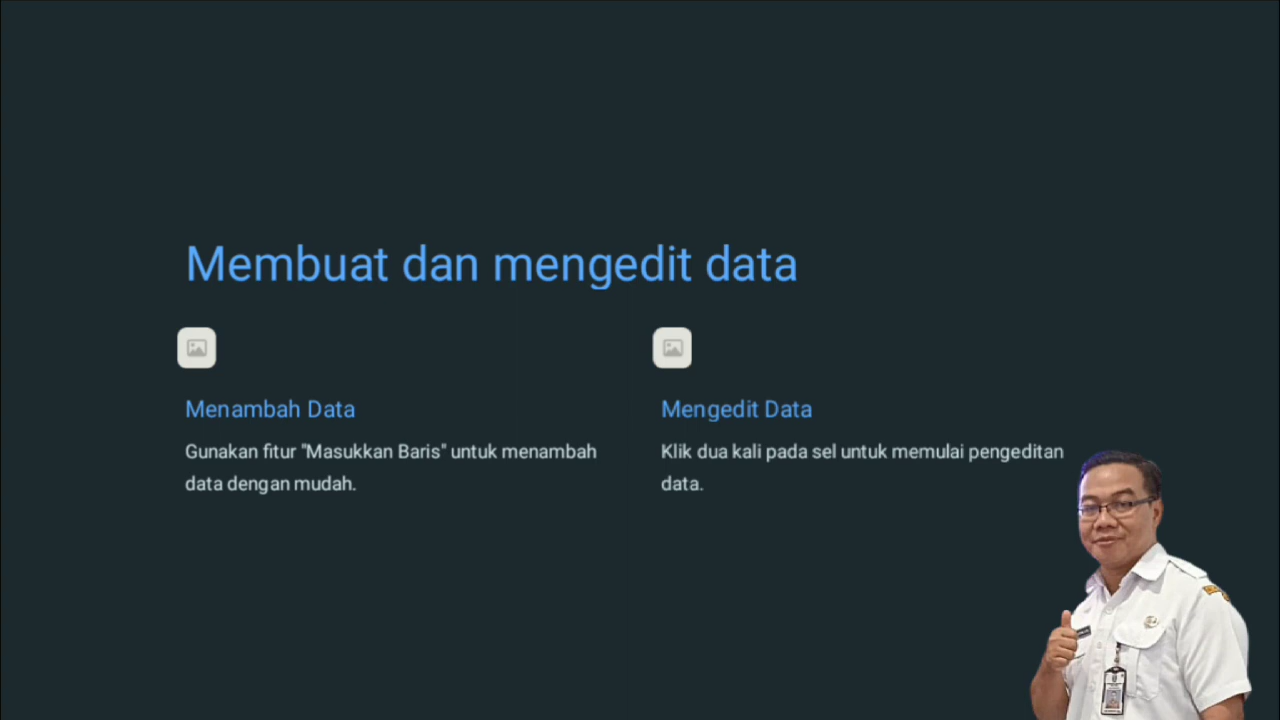 Membuat dan mengedit data
Menambah Data
Gunakan fitur "Masukkan Baris" untuk menambah
data dengan mudah.
Mengedit Data
Klik dua kali pada sel untuk memulai pengeditan
data.